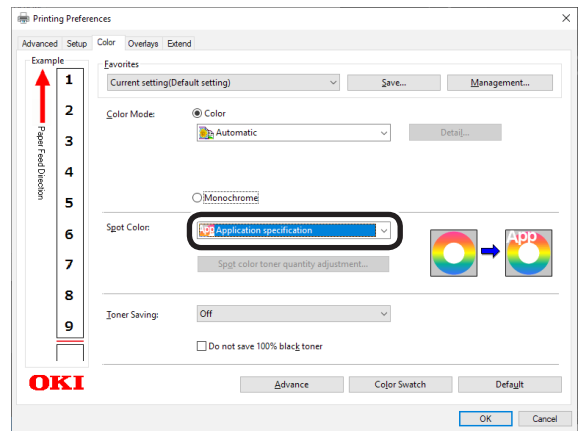 Printing Preferences
Advanced Setup Color Overlays Extend
Example
Paper Feed Direction
1
2
3
4
5
6
7
8
9
OKI
Favorites
Current setting(Default setting) Save... Management...
Color Mode: Color
Automatic Detail...
Monochrome
Spot Color: App Application specification
App
Spot color toner quantity adjustment...
Toner Saving: Off
Do not save 100% black toner
Advance Color Swatch Default
OK Cancel